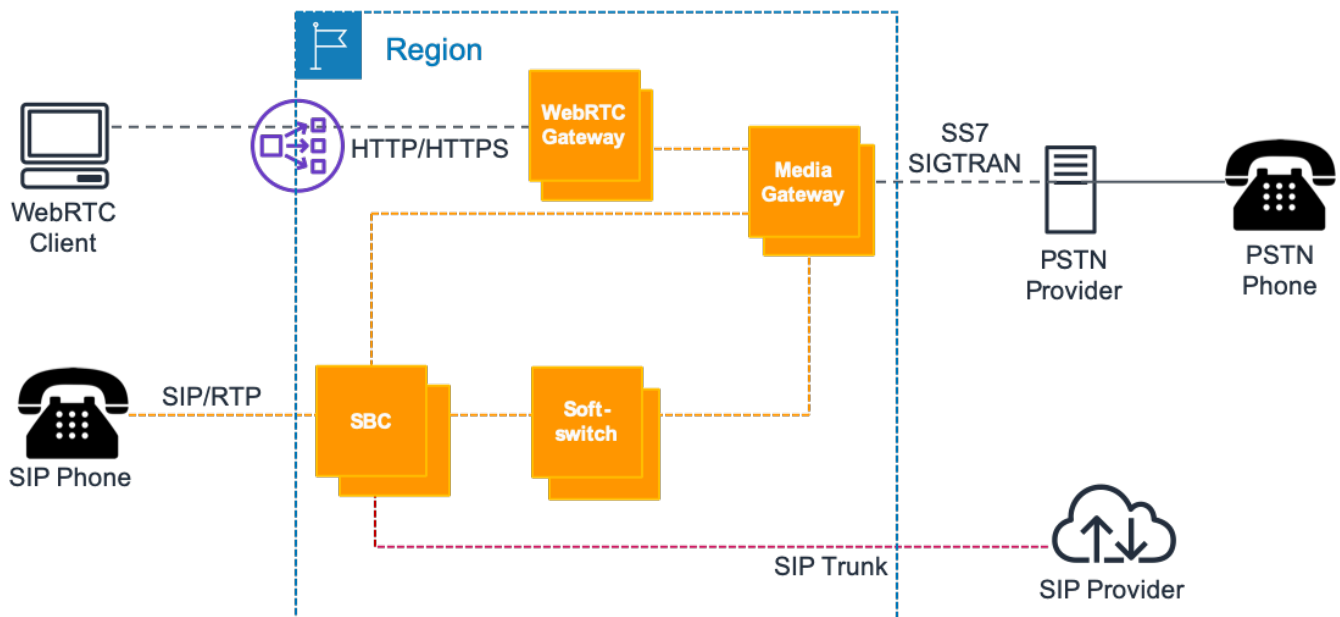 Region
WebRTC
Gateway
HTTP/HTTPS
WebRTC
Client
Media
Gateway
SS7
SIGTRAN
PSTN
Provider
PSTN
Phone
SIP/RTP
SIP Phone
SBC
Soft-
switch
SIP Trunk
SIP Provider